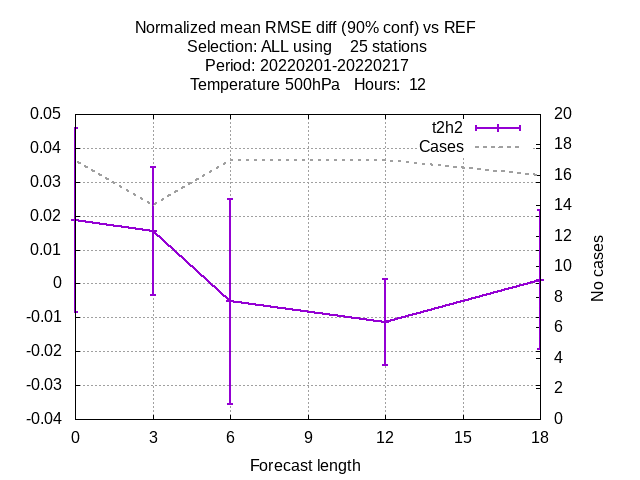 Normalized mean RMSE diff (90% conf) vs REF
Selection: ALL using    25 stations
Period: 20220201-20220217
Temperature 500hPa   Hours:  12
0.05
0.04
0.03
0.02
0.01
0
-0.01
-0.02
-0.03
-0.04
t2h2
Cases
20
18
16
14
12
10
8
6
4
2
0
No cases
0 3 6 9 12 15 18
Forecast length